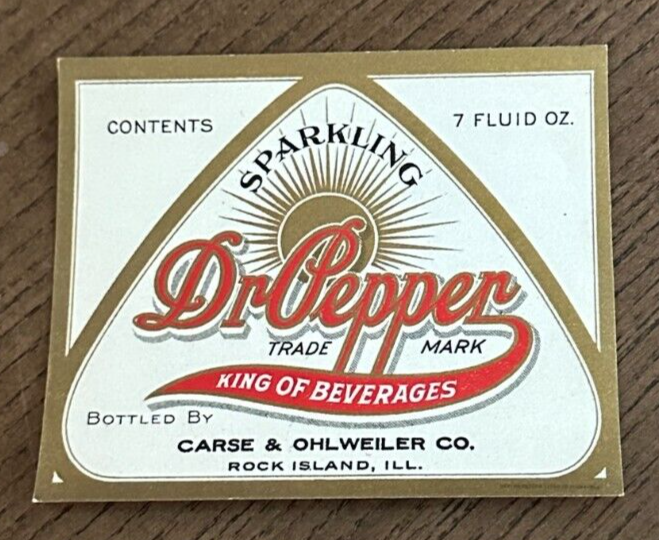 CONTENTS
7 FLUID OZ.
SPARKLING
Dr Pepper
TRADE MARK
KING OF BEVERAGES
BOTTLED BY
CARSE & OHLWEILER CO.
ROCK ISLAND, ILL.